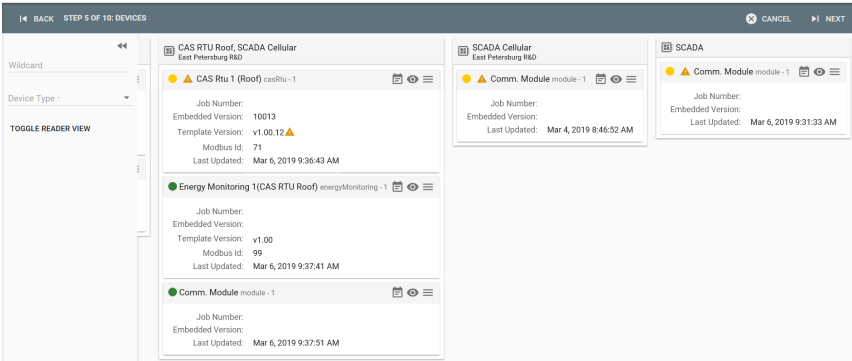 BACK STEP 5 OF 10: DEVICES
CANCEL
NEXT
Wildcard
Device Type *
TOGGLE READER VIEW
CAS RTU Roof, SCADA Cellular
East Petersburg R&D
CAS Rtu 1 (Roof) casRtu - 1
Job Number:
Embedded Version: 10013
Template Version: v1.00.12
Modbus Id: 71
Last Updated: Mar 6, 2019 9:36:43 AM
Energy Monitoring 1(CAS RTU Roof) energyMonitoring - 1
Job Number:
Embedded Version:
Template Version: v1.00
Modbus Id: 99
Last Updated: Mar 6, 2019 9:37:41 AM
Comm. Module module - 1
Job Number:
Embedded Version:
Last Updated: Mar 6, 2019 9:37:51 AM
SCADA Cellular
East Petersburg R&D
Comm. Module module - 1
Job Number:
Embedded Version:
Last Updated: Mar 4, 2019 8:46:52 AM
SCADA
Comm. Module module - 1
Job Number:
Embedded Version:
Last Updated: Mar 6, 2019 9:31:33 AM